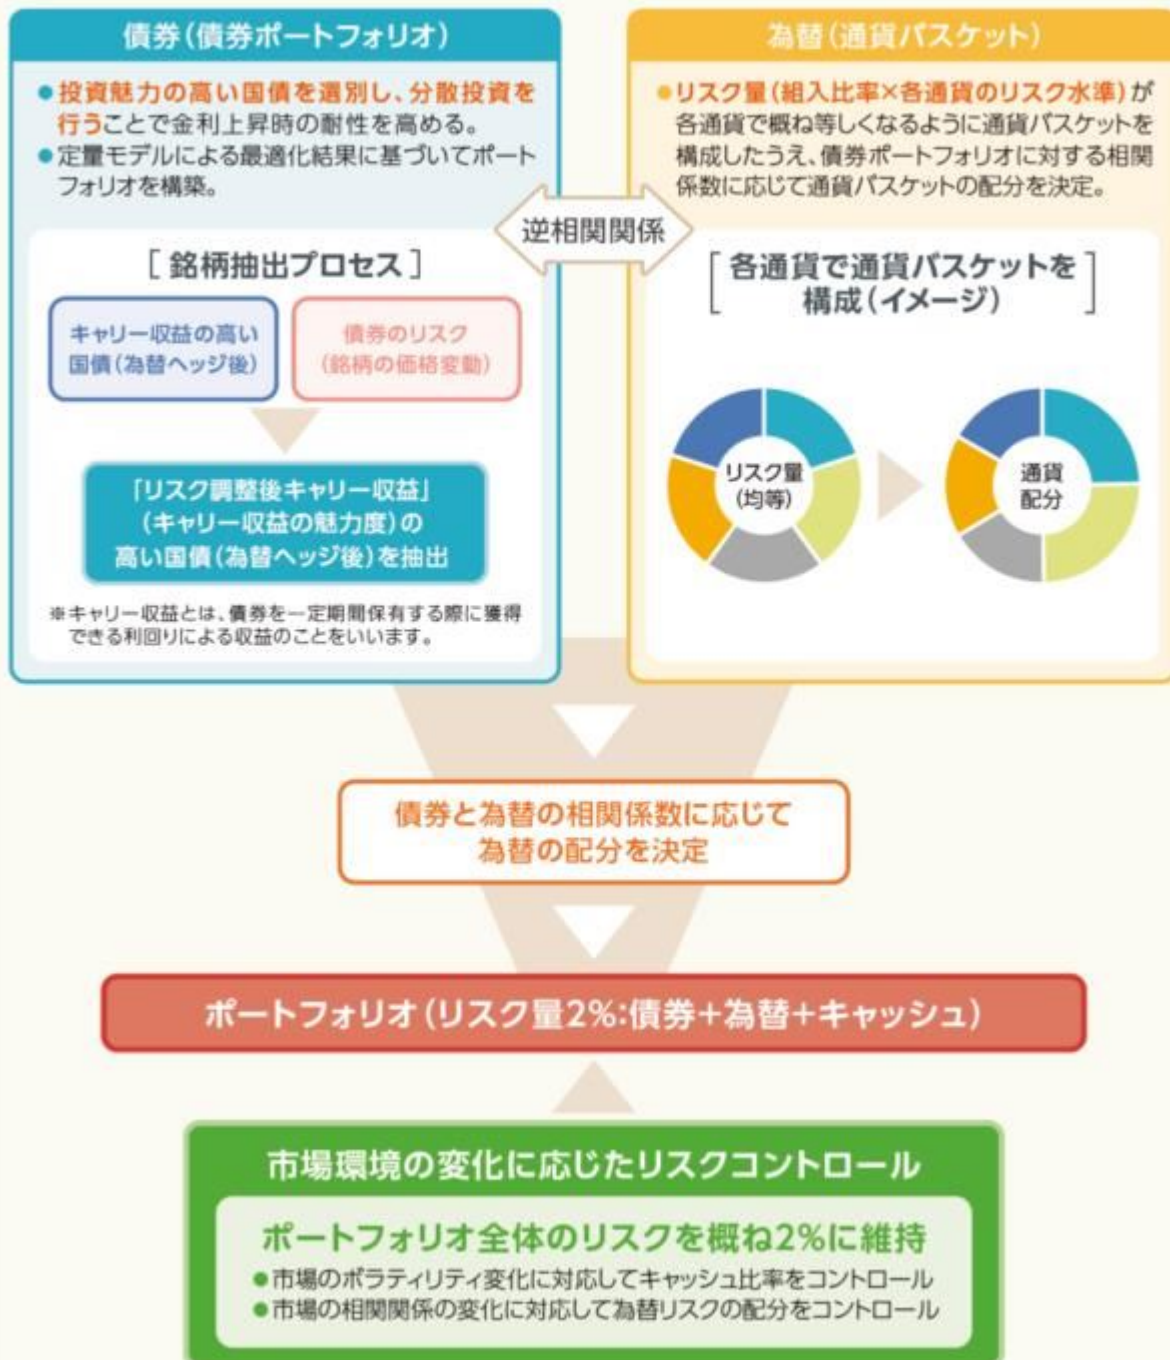 債券(債券ポートフォリオ)
●投資魅力の高い国債を選別し、分散投資を
行うことで金利上昇時の耐性を高める。
●定量モデルによる最適化結果に基づいてポート
フォリオを構築。
[銘柄抽出プロセス]
キャリー収益の高い
国債(為替ヘッジ後)
債券のリスク
(銘柄の価格変動)
「リスク調整後キャリー収益」
(キャリー収益の魅力度)の
高い国債(為替ヘッジ後)を抽出
※キャリー収益とは、債券を一定期間保有する際に獲得
できる利回りによる収益のことをいいます。
逆相関関係
為替(通貨バスケット)
●リスク量(組入比率×各通貨のリスク水準)が
各通貨で概ね等しくなるように通貨バスケットを
構成したうえ、債券ポートフォリオに対する相関
係数に応じて通貨バスケットの配分を決定。
[各通貨で通貨バスケットを
構成(イメージ)]
リスク量
(均等)
通貨
配分
債券と為替の相関係数に応じて
為替の配分を決定
ポートフォリオ(リスク量2%:債券+為替+キャッシュ)
市場環境の変化に応じたリスクコントロール
ポートフォリオ全体のリスクを概ね2%に維持
●市場のボラティリティ変化に対応してキャッシュ比率をコントロール
●市場の相関関係の変化に対応して為替リスクの配分をコントロール